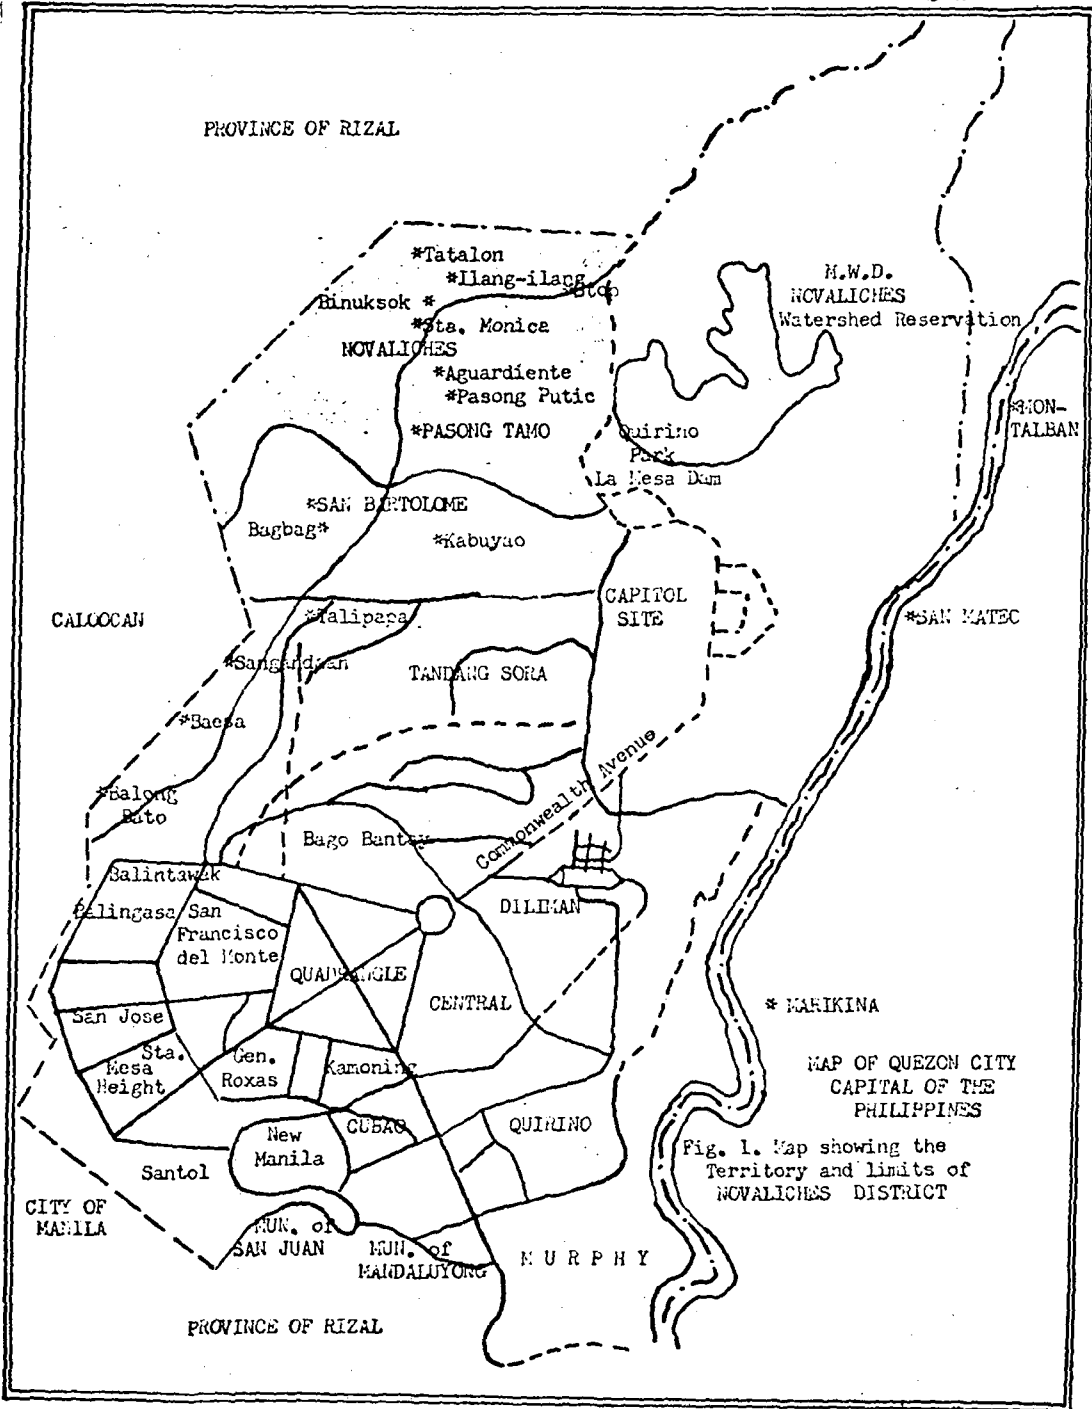 PROVINCE OF RIZAL
*Tatalon
*Ilang-ilang
*Stop
Binuksok *
*Sta. Monica
NOVALICHES
*Aguardiente
*Pasong Putic
*PASONG TAMO
M.W.D.
NOVALICHES
Watershed Reservation
*MON-
TALBAN
Quirino
Park
La Mesa Dam
*SAN BARTOLOME
Bagbag*
*Kabuyao
CAPITOL
SITE
CALOOCAN
*Talipapa
*SAN MATEO
*Sangandaan
TANDANG SORA
*Baesa
*Balong
Bato
Commonwealth Avenue
Bago Bantay
Balintawak
Balingasa
San
Francisco
del Monte
DILIMAN
QUADRANGLE
CENTRAL
* MARIKINA
San Jose
Sta.
Mesa
Height
Gen.
Roxas
Kamoning
MAP OF QUEZON CITY
CAPITAL OF THE
PHILIPPINES
New
Manila
CUBAO
QUIRINO
Fig. 1. Map showing the
Territory and limits of
NOVALICHES DISTRICT
Santol
CITY OF
MANILA
MUN. of
SAN JUAN
MUN. of
MANDALUYONG
MURPHY
PROVINCE OF RIZAL